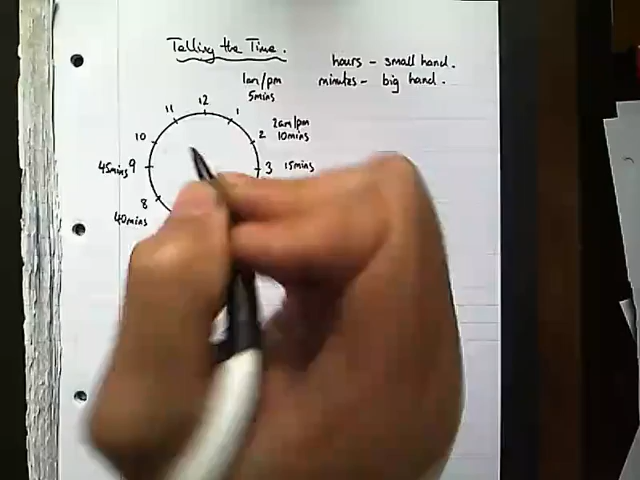 Telling the Time.
hours - small hand.
minutes - big hand.
1am/pm
5mins
12
11
1
2am/pm
10mins
10
2
45mins 9
3 15mins
8
40mins